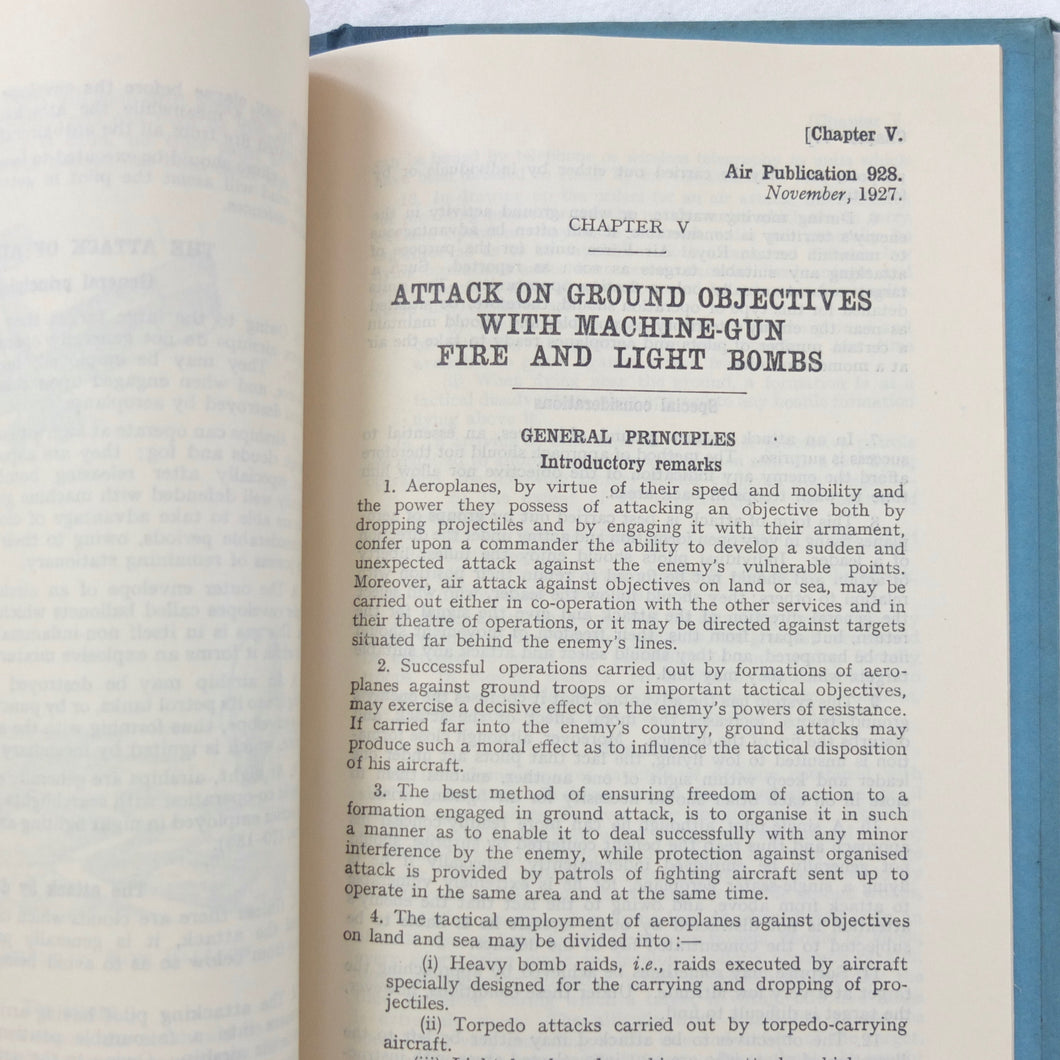 [Chapter V.
Air Publication 928.
November, 1927.
CHAPTER V
ATTACK ON GROUND OBJECTIVES
WITH MACHINE-GUN
FIRE AND LIGHT BOMBS
GENERAL PRINCIPLES
Introductory remarks
1. Aeroplanes, by virtue of their speed and mobility and
the power they possess of attacking an objective both by
dropping projectiles and by engaging it with their armament,
confer upon a commander the ability to develop a sudden and
unexpected attack against the enemy's vulnerable points.
Moreover, air attack against objectives on land or sea, may be
carried out either in co-operation with the other services and in
their theatre of operations, or it may be directed against targets
situated far behind the enemy's lines.
2. Successful operations carried out by formations of aero-
planes against ground troops or important tactical objectives,
may exercise a decisive effect on the enemy's powers of resistance.
If carried far into the enemy's country, ground attacks may
produce such a moral effect as to influence the tactical disposition
of his aircraft.
3. The best method of ensuring freedom of action to a
formation engaged in ground attack, is to organise it in such
a manner as to enable it to deal successfully with any minor
interference by the enemy, while protection against organised
attack is provided by patrols of fighting aircraft sent up to
operate in the same area and at the same time.
4. The tactical employment of aeroplanes against objectives
on land and sea may be divided into :—
(i) Heavy bomb raids, i.e., raids executed by aircraft
specially designed for the carrying and dropping of pro-
jectiles.
(ii) Torpedo attacks carried out by torpedo-carrying
aircraft.